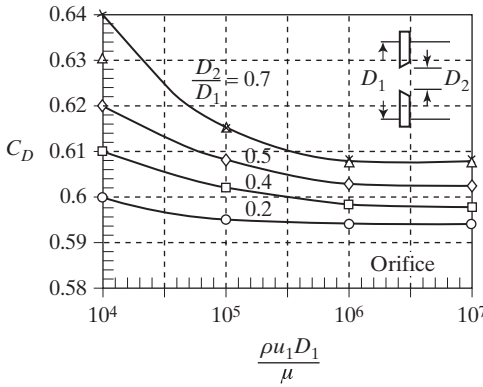 0.64
0.63
0.62
0.61
0.6
0.59
0.58
C_D
D_2/D_1 = 0.7
0.5
0.4
0.2
D_1
D_2
Orifice
10^4
10^5
10^6
10^7
ρu_1D_1/μ